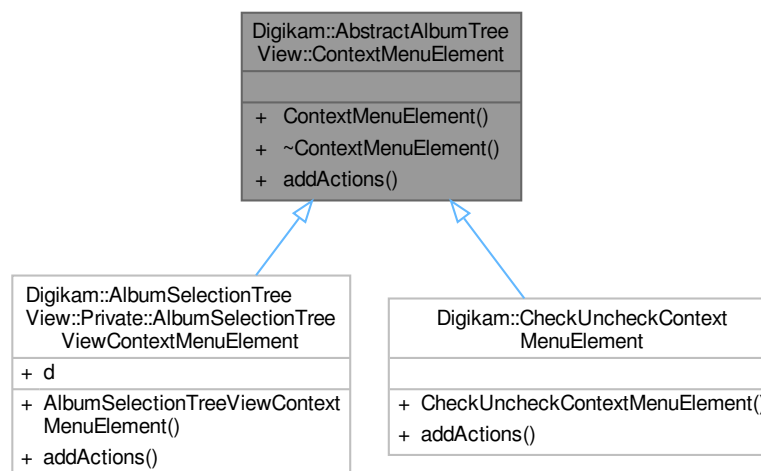 Digikam::AbstractAlbumTree
View::ContextMenuElement
+ ContextMenuElement()
+ ~ContextMenuElement()
+ addActions()
Digikam::AlbumSelectionTree
View::Private::AlbumSelectionTree
ViewContextMenuElement
+ d
+ AlbumSelectionTreeViewContext
MenuElement()
+ addActions()
Digikam::CheckUncheckContext
MenuElement
+ CheckUncheckContextMenuElement()
+ addActions()